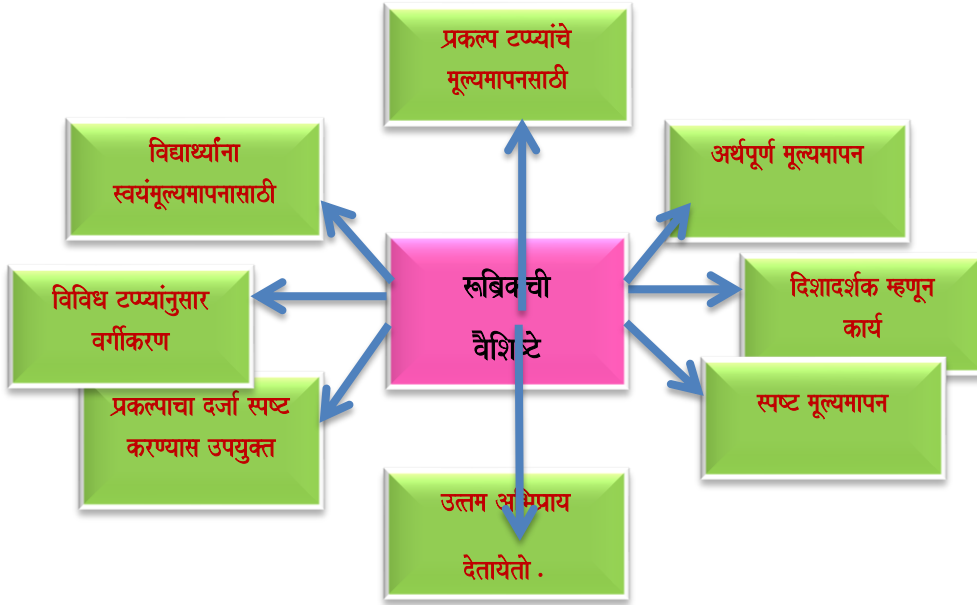 प्रकल्प टप्प्यांचे
मूल्यमापनसाठी
विद्यार्थ्यांना
स्वयंमूल्यमापनासाठी
अर्थपूर्ण मूल्यमापन
रूब्रिकची
वैशिष्टे
विविध टप्प्यांनुसार
वर्गीकरण
दिशादर्शक म्हणून
कार्य
प्रकल्पाचा दर्जा स्पष्ट
करण्यास उपयुक्त
स्पष्ट मूल्यमापन
उत्तम अभिप्राय
देतायेतो .